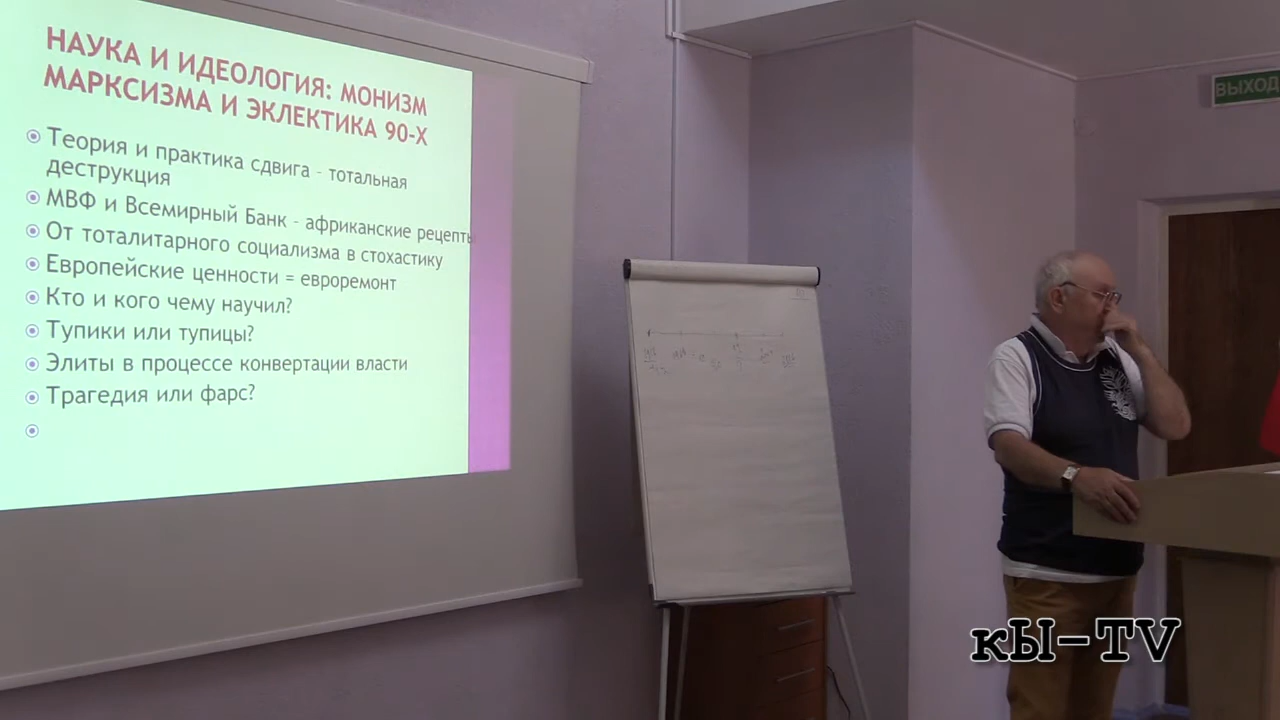 НАУКА И ИДЕОЛОГИЯ: МОНИЗМ
МАРКСИЗМА И ЭКЛЕКТИКА 90-Х
Теория и практика сдвига – тотальная
деструкция
МВФ и Всемирный Банк – африканские рецепты
От тоталитарного социализма в стохастику
Европейские ценности = евроремонт
Кто и кого чему научил?
Тупики или тупицы?
Элиты в процессе конвертации власти
Трагедия или фарс?
ВЫХОД
кЫ-TV